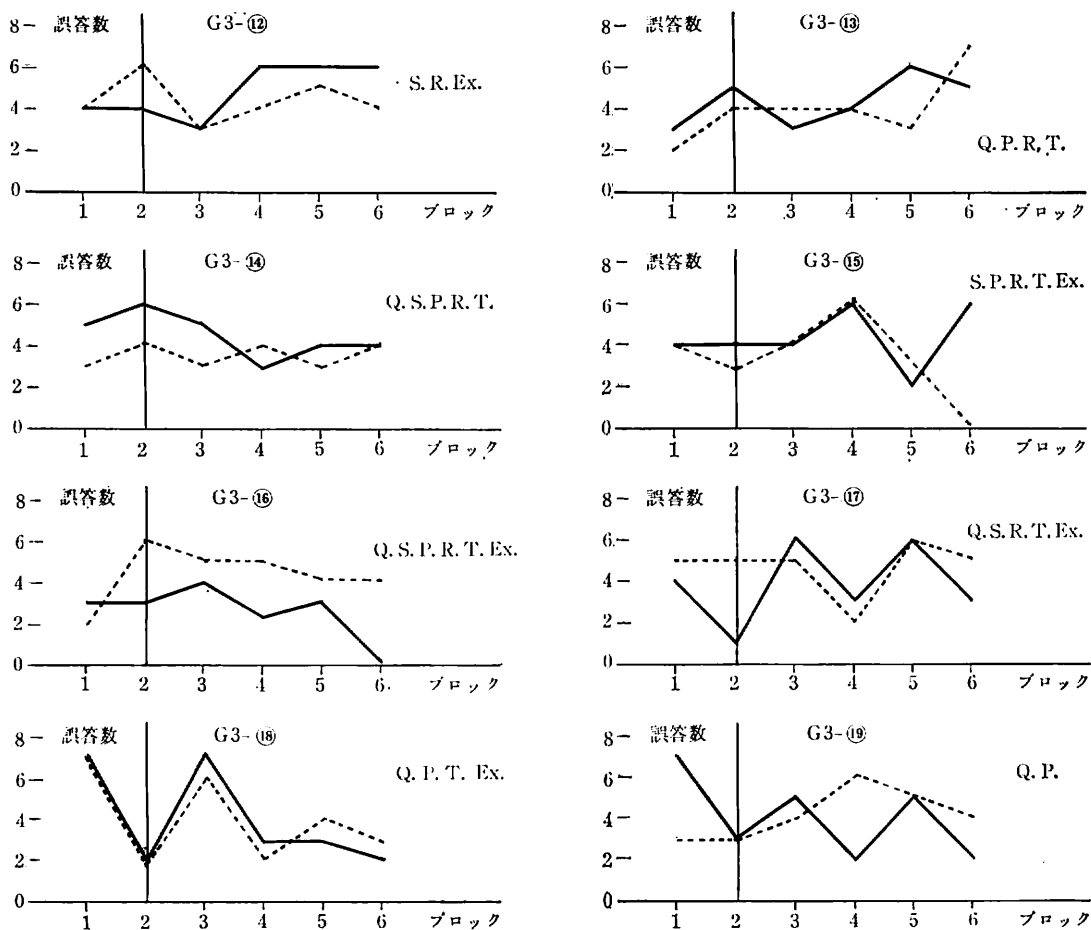 8- 誤答数 G3-⑫
6-
4- S.R.Ex.
2-
0
1 2 3 4 5 6 ブロック
8- 誤答数 G3-⑬
6-
4-
2- Q.P.R.T.
0
1 2 3 4 5 6 ブロック
8- 誤答数 G3-⑭
6- Q.S.P.R.T.
4-
2-
0
1 2 3 4 5 6 ブロック
8- 誤答数 G3-⑮
6- S.P.R.T.Ex.
4-
2-
0
1 2 3 4 5 6 ブロック
8- 誤答数 G3-⑯
6- Q.S.P.R.T.Ex.
4-
2-
0
1 2 3 4 5 6 ブロック
8- 誤答数 G3-⑰
6- Q.S.R.T.Ex.
4-
2-
0
1 2 3 4 5 6 ブロック
8- 誤答数 G3-⑱
6- Q.P.T.Ex.
4-
2-
0
1 2 3 4 5 6 ブロック
8- 誤答数 G3-⑲
6- Q.P.
4-
2-
0
1 2 3 4 5 6 ブロック